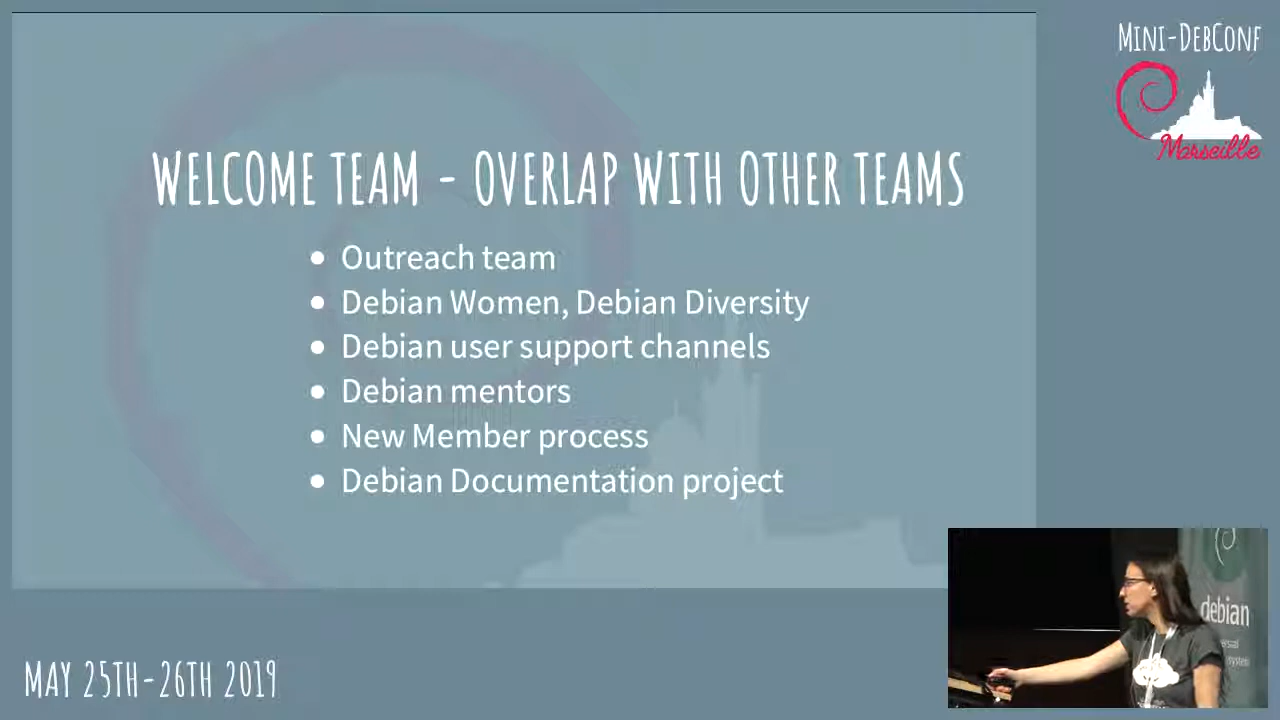 Mini-DebConf
Marseille
WELCOME TEAM - OVERLAP WITH OTHER TEAMS
• Outreach team
• Debian Women, Debian Diversity
• Debian user support channels
• Debian mentors
• New Member process
• Debian Documentation project
debian
MAY 25TH-26TH 2019